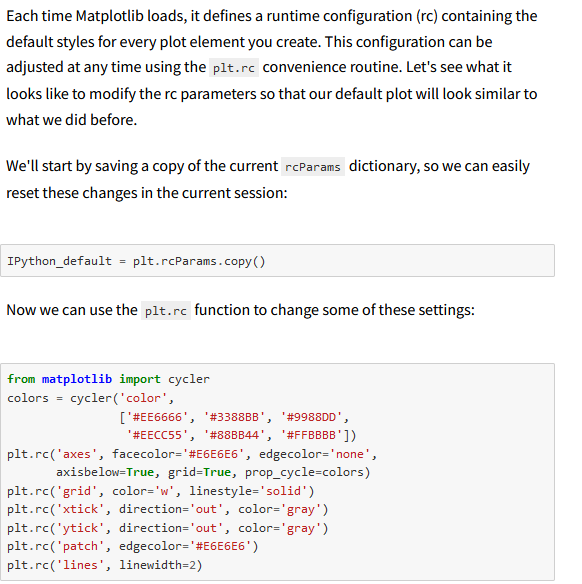 Each time Matplotlib loads, it defines a runtime configuration (rc) containing the
default styles for every plot element you create. This configuration can be
adjusted at any time using the plt.rc convenience routine. Let's see what it
looks like to modify the rc parameters so that our default plot will look similar to
what we did before.
We'll start by saving a copy of the current rcParams dictionary, so we can easily
reset these changes in the current session:
IPython_default = plt.rcParams.copy()
Now we can use the plt.rc function to change some of these settings:
from matplotlib import cycler
colors = cycler('color',
                ['#EE6666', '#3388BB', '#9988DD',
                 '#EECC55', '#88BB44', '#FFBBBB'])
plt.rc('axes', facecolor='#E6E6E6', edgecolor='none',
       axisbelow=True, grid=True, prop_cycle=colors)
plt.rc('grid', color='w', linestyle='solid')
plt.rc('xtick', direction='out', color='gray')
plt.rc('ytick', direction='out', color='gray')
plt.rc('patch', edgecolor='#E6E6E6')
plt.rc('lines', linewidth=2)